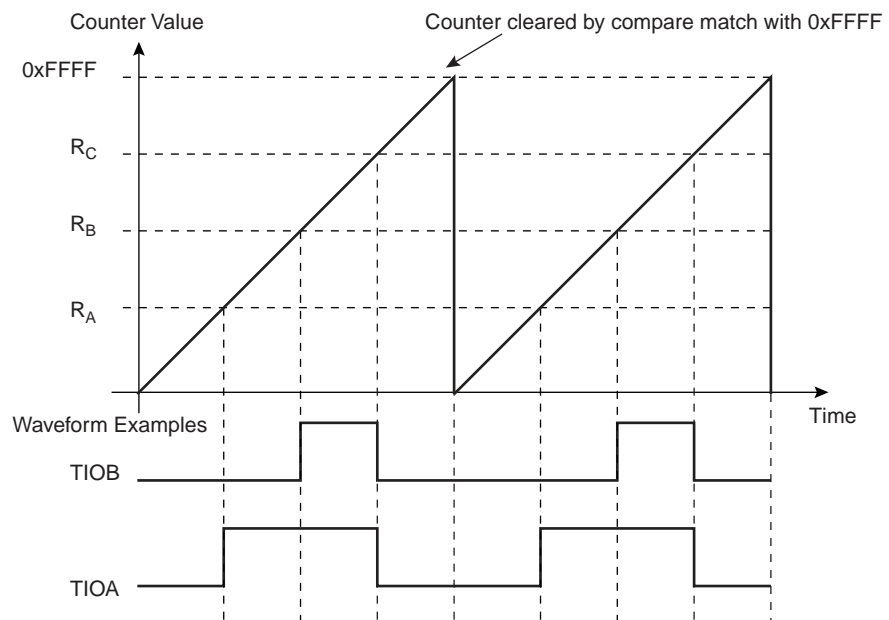 Counter Value
Counter cleared by compare match with 0xFFFF
0xFFFF
RC
RB
RA
Time
Waveform Examples
TIOB
TIOA